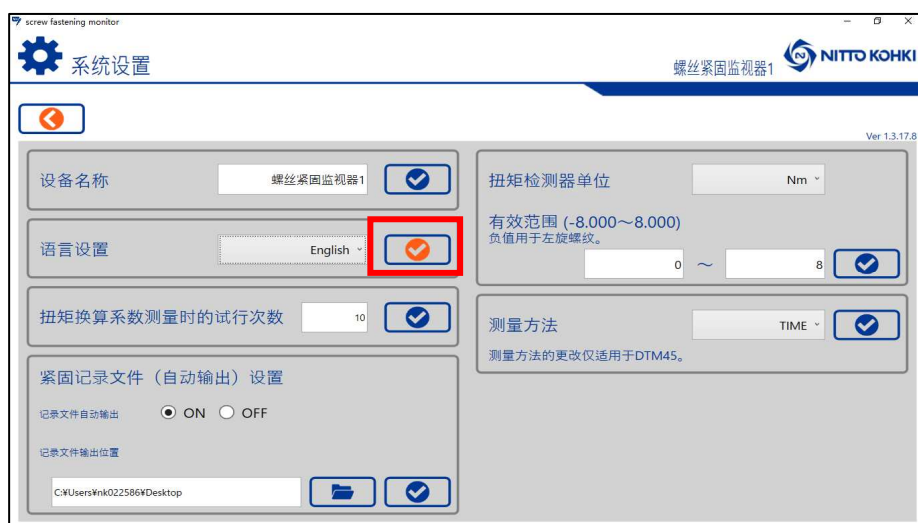 screw fastening monitor
系统设置
螺丝紧固监视器1
NITTO KOHKI
Ver 1.3.17.8
设备名称
螺丝紧固监视器1
语言设置
English
扭矩换算系数测量时的试行次数
10
紧固记录文件（自动输出）设置
记录文件自动输出
ON
OFF
记录文件输出位置
C:¥Users¥nk022586¥Desktop
扭矩检测器单位
Nm
有效范围 (-8.000～8.000)
负值用于左旋螺纹。
0 ～ 8
测量方法
TIME
测量方法的更改仅适用于DTM45。